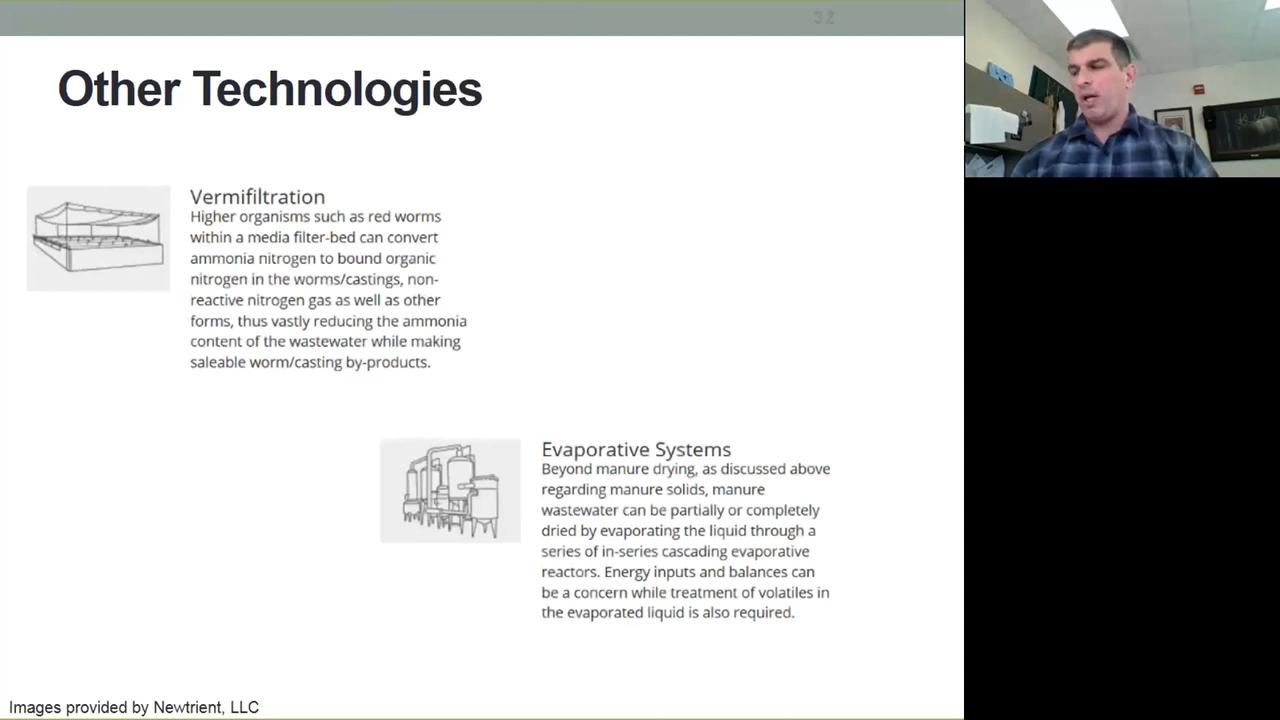 32
Other Technologies
Vermifiltration
Higher organisms such as red worms
within a media filter-bed can convert
ammonia nitrogen to bound organic
nitrogen in the worms/castings, non-
reactive nitrogen gas as well as other
forms, thus vastly reducing the ammonia
content of the wastewater while making
saleable worm/casting by-products.
Evaporative Systems
Beyond manure drying, as discussed above
regarding manure solids, manure
wastewater can be partially or completely
dried by evaporating the liquid through a
series of in-series cascading evaporative
reactors. Energy inputs and balances can
be a concern while treatment of volatiles in
the evaporated liquid is also required.
Images provided by Newtrient, LLC